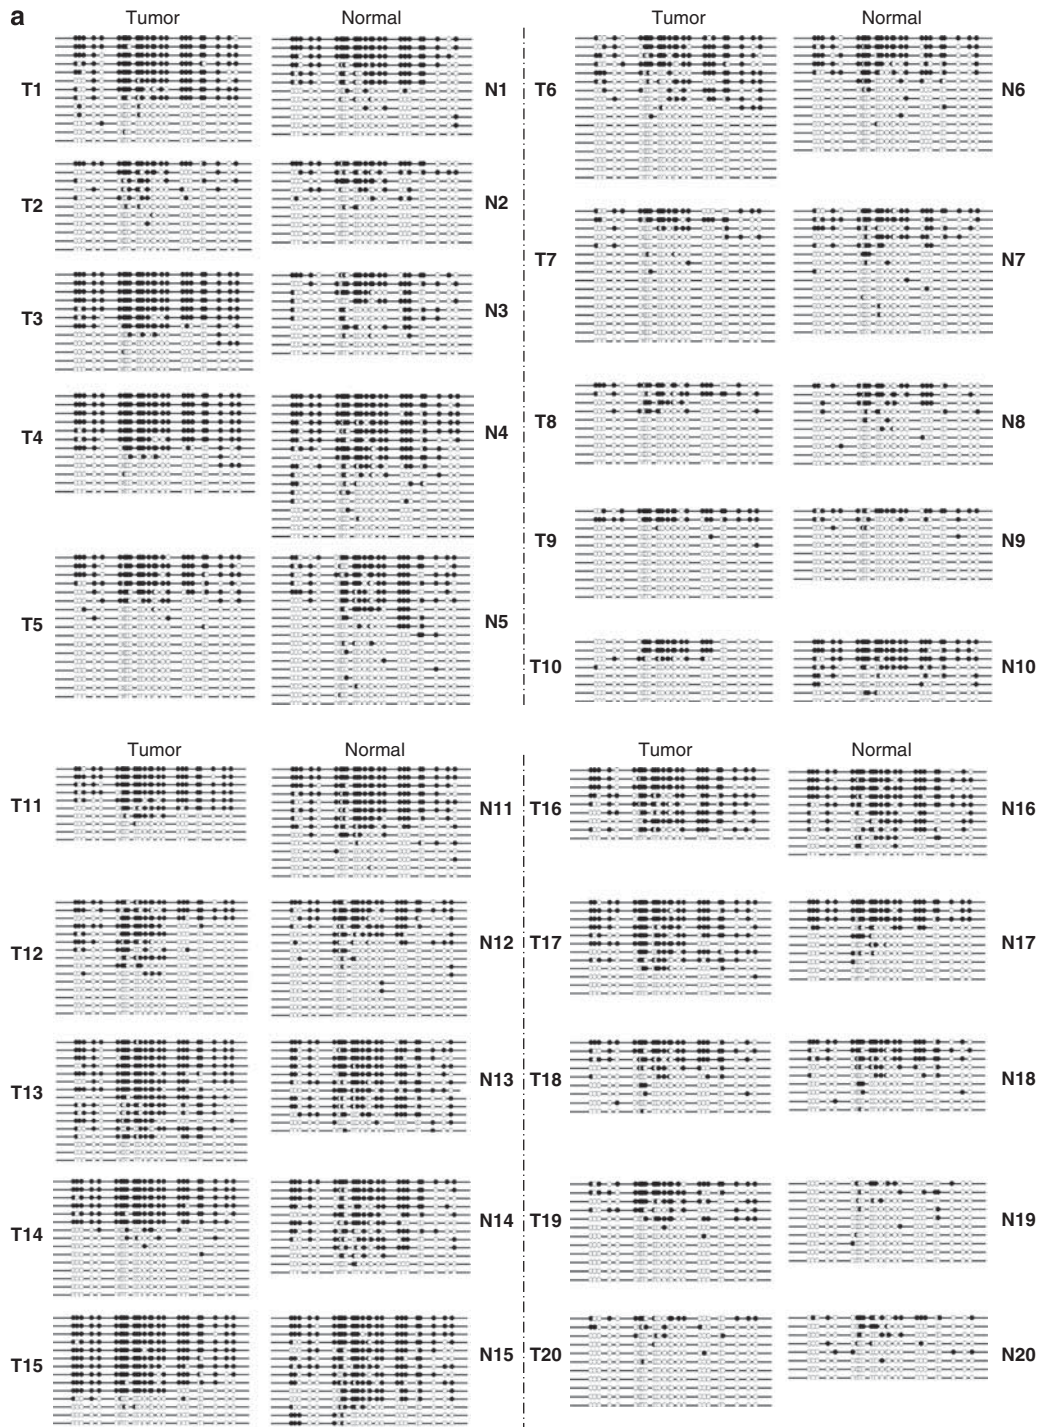 a
Tumor Normal Tumor Normal
T1 N1 T6 N6
T2 N2
T3 N3 T7 N7
T4 N4 T8 N8
T5 N5 T9 N9
T10 N10
Tumor Normal Tumor Normal
T11 N11 T16 N16
T12 N12 T17 N17
T13 N13 T18 N18
T14 N14 T19 N19
T15 N15 T20 N20